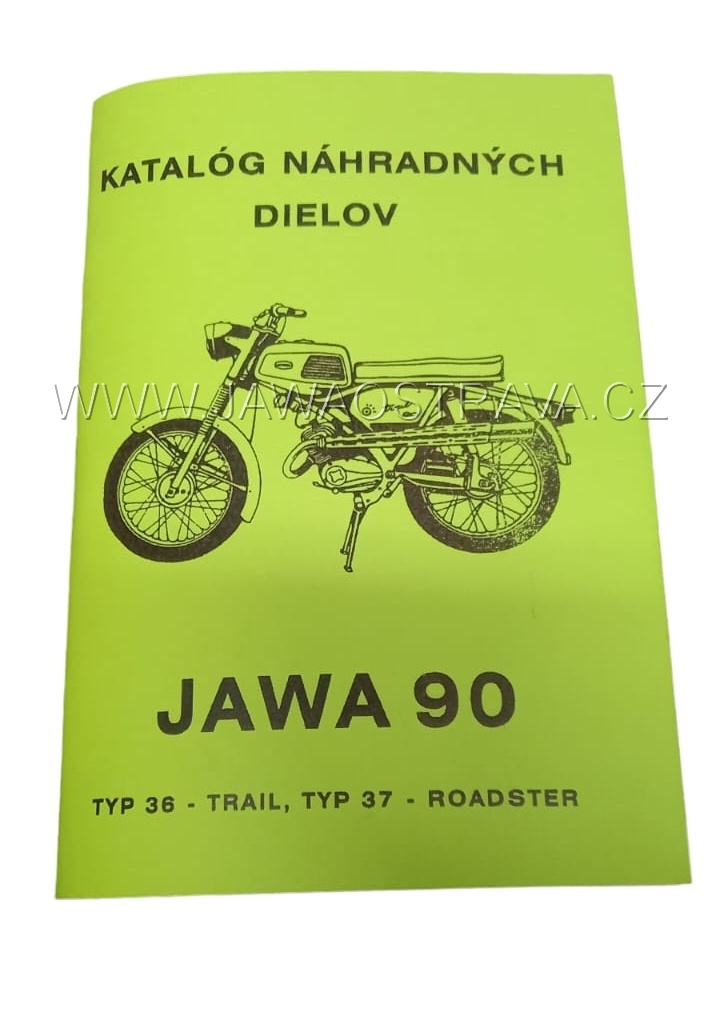 KATALÓG NÁHRADNÝCH
DIELOV
WWW.JAWAOSTRAVA.CZ
JAWA 90
TYP 36 - TRAIL, TYP 37 - ROADSTER